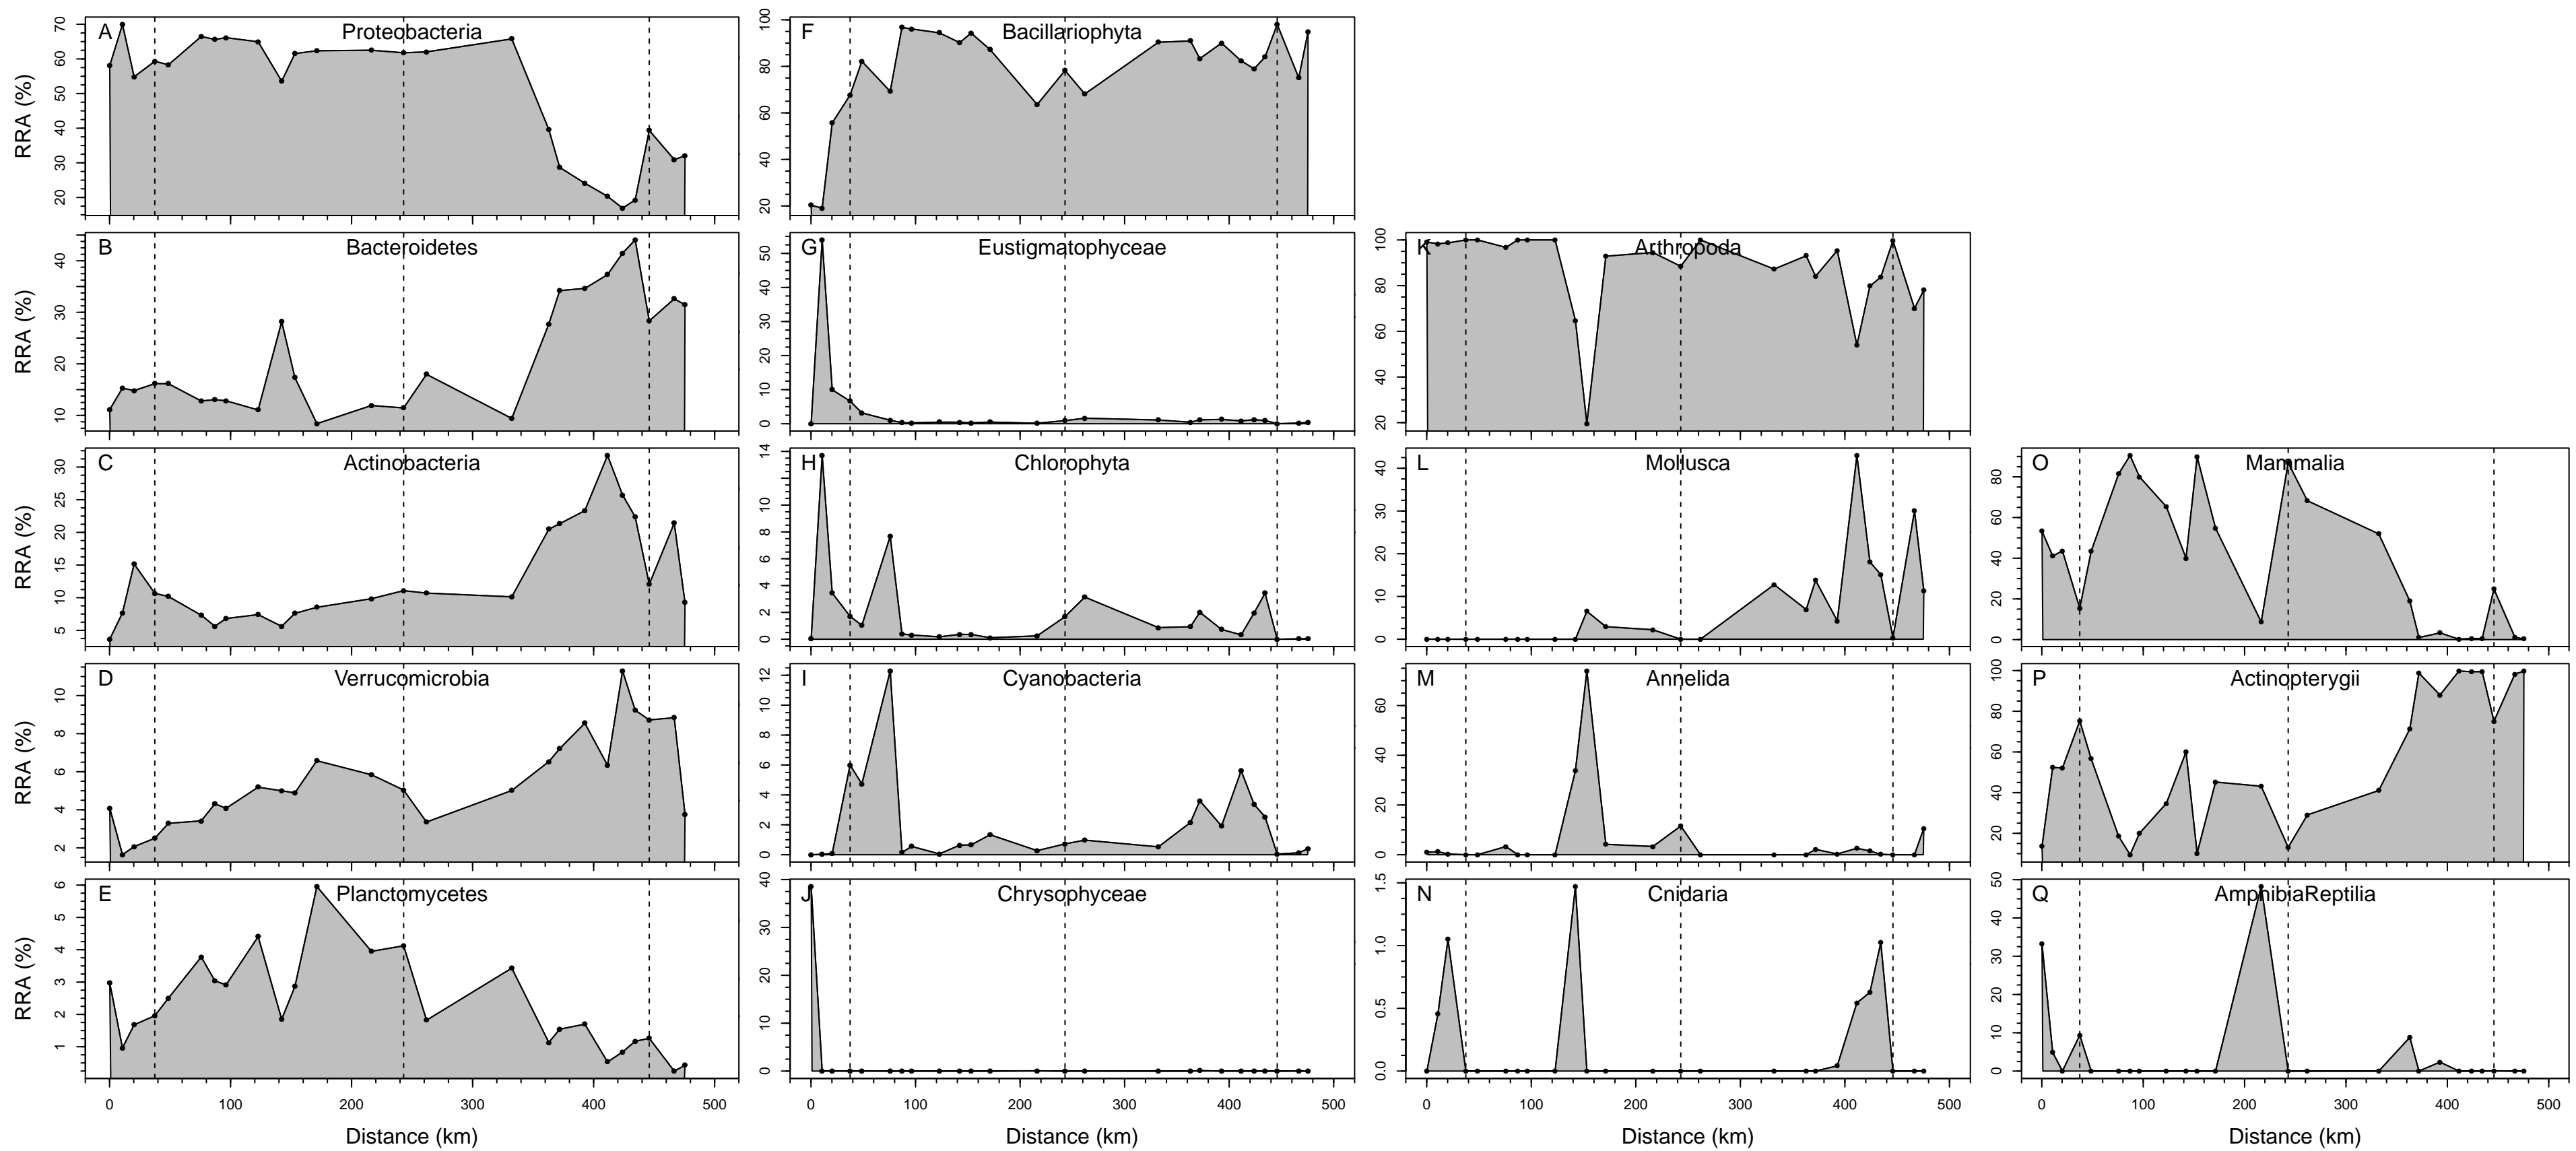 A Proteobacteria
RRA (%)
20 30 40 50 60 70
B Bacteroidetes
RRA (%)
10 20 30 40
C Actinobacteria
RRA (%)
5 10 15 20 25 30
D Verrucomicrobia
RRA (%)
2 4 6 8 10
E Planctomycetes
RRA (%)
1 2 3 4 5 6
0 100 200 300 400 500
Distance (km)
F Bacillariophyta
20 40 60 80 100
G Eustigmatophyceae
0 10 20 30 40 50
H Chlorophyta
0 2 4 6 8 10 12 14
I Cyanobacteria
0 2 4 6 8 10 12
J Chrysophyceae
0 10 20 30 40
0 100 200 300 400 500
Distance (km)
K Arthropoda
20 40 60 80 100
L Mollusca
0 10 20 30 40
M Annelida
0 20 40 60
N Cnidaria
0.0 0.5 1.0 1.5
0 100 200 300 400 500
Distance (km)
O Mammalia
0 20 40 60 80
P Actinopterygii
20 40 60 80 100
Q AmphibiaReptilia
0 10 20 30 40 50
0 100 200 300 400 500
Distance (km)